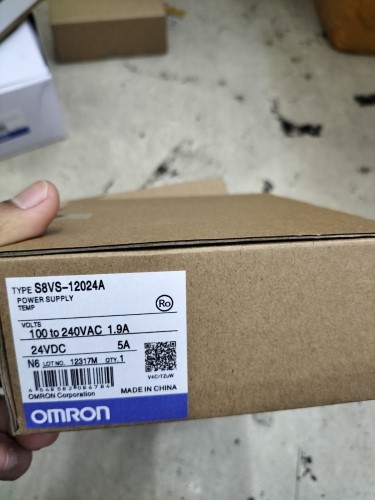 TYPE S8VS-12024A
POWER SUPPLY
TEMP
Ro
VOLTS
100 to 240VAC 1.9A
24VDC 5A
N6 LOT NO. 12317M QTY. 1
OMRON Corporation
MADE IN CHINA
OMRON